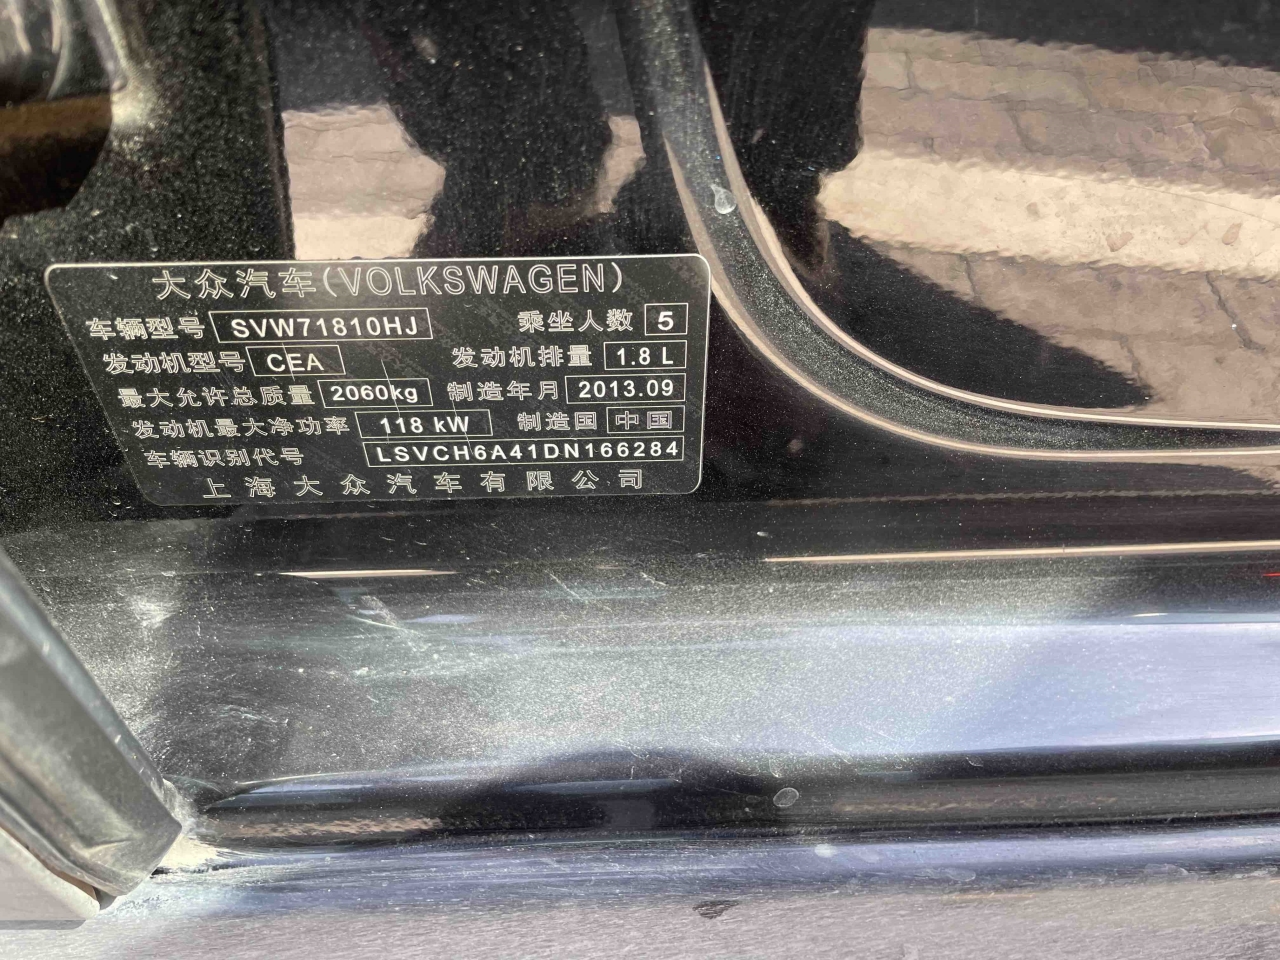 大众汽车(VOLKSWAGEN)
车辆型号 SVW71810HJ 乘坐人数 5
发动机型号 CEA 发动机排量 1.8 L
最大允许总质量 2060kg 制造年月 2013.09
发动机最大净功率 118 kW 制造国 中国
车辆识别代号 LSVCH6A41DN166284
上海大众汽车有限公司